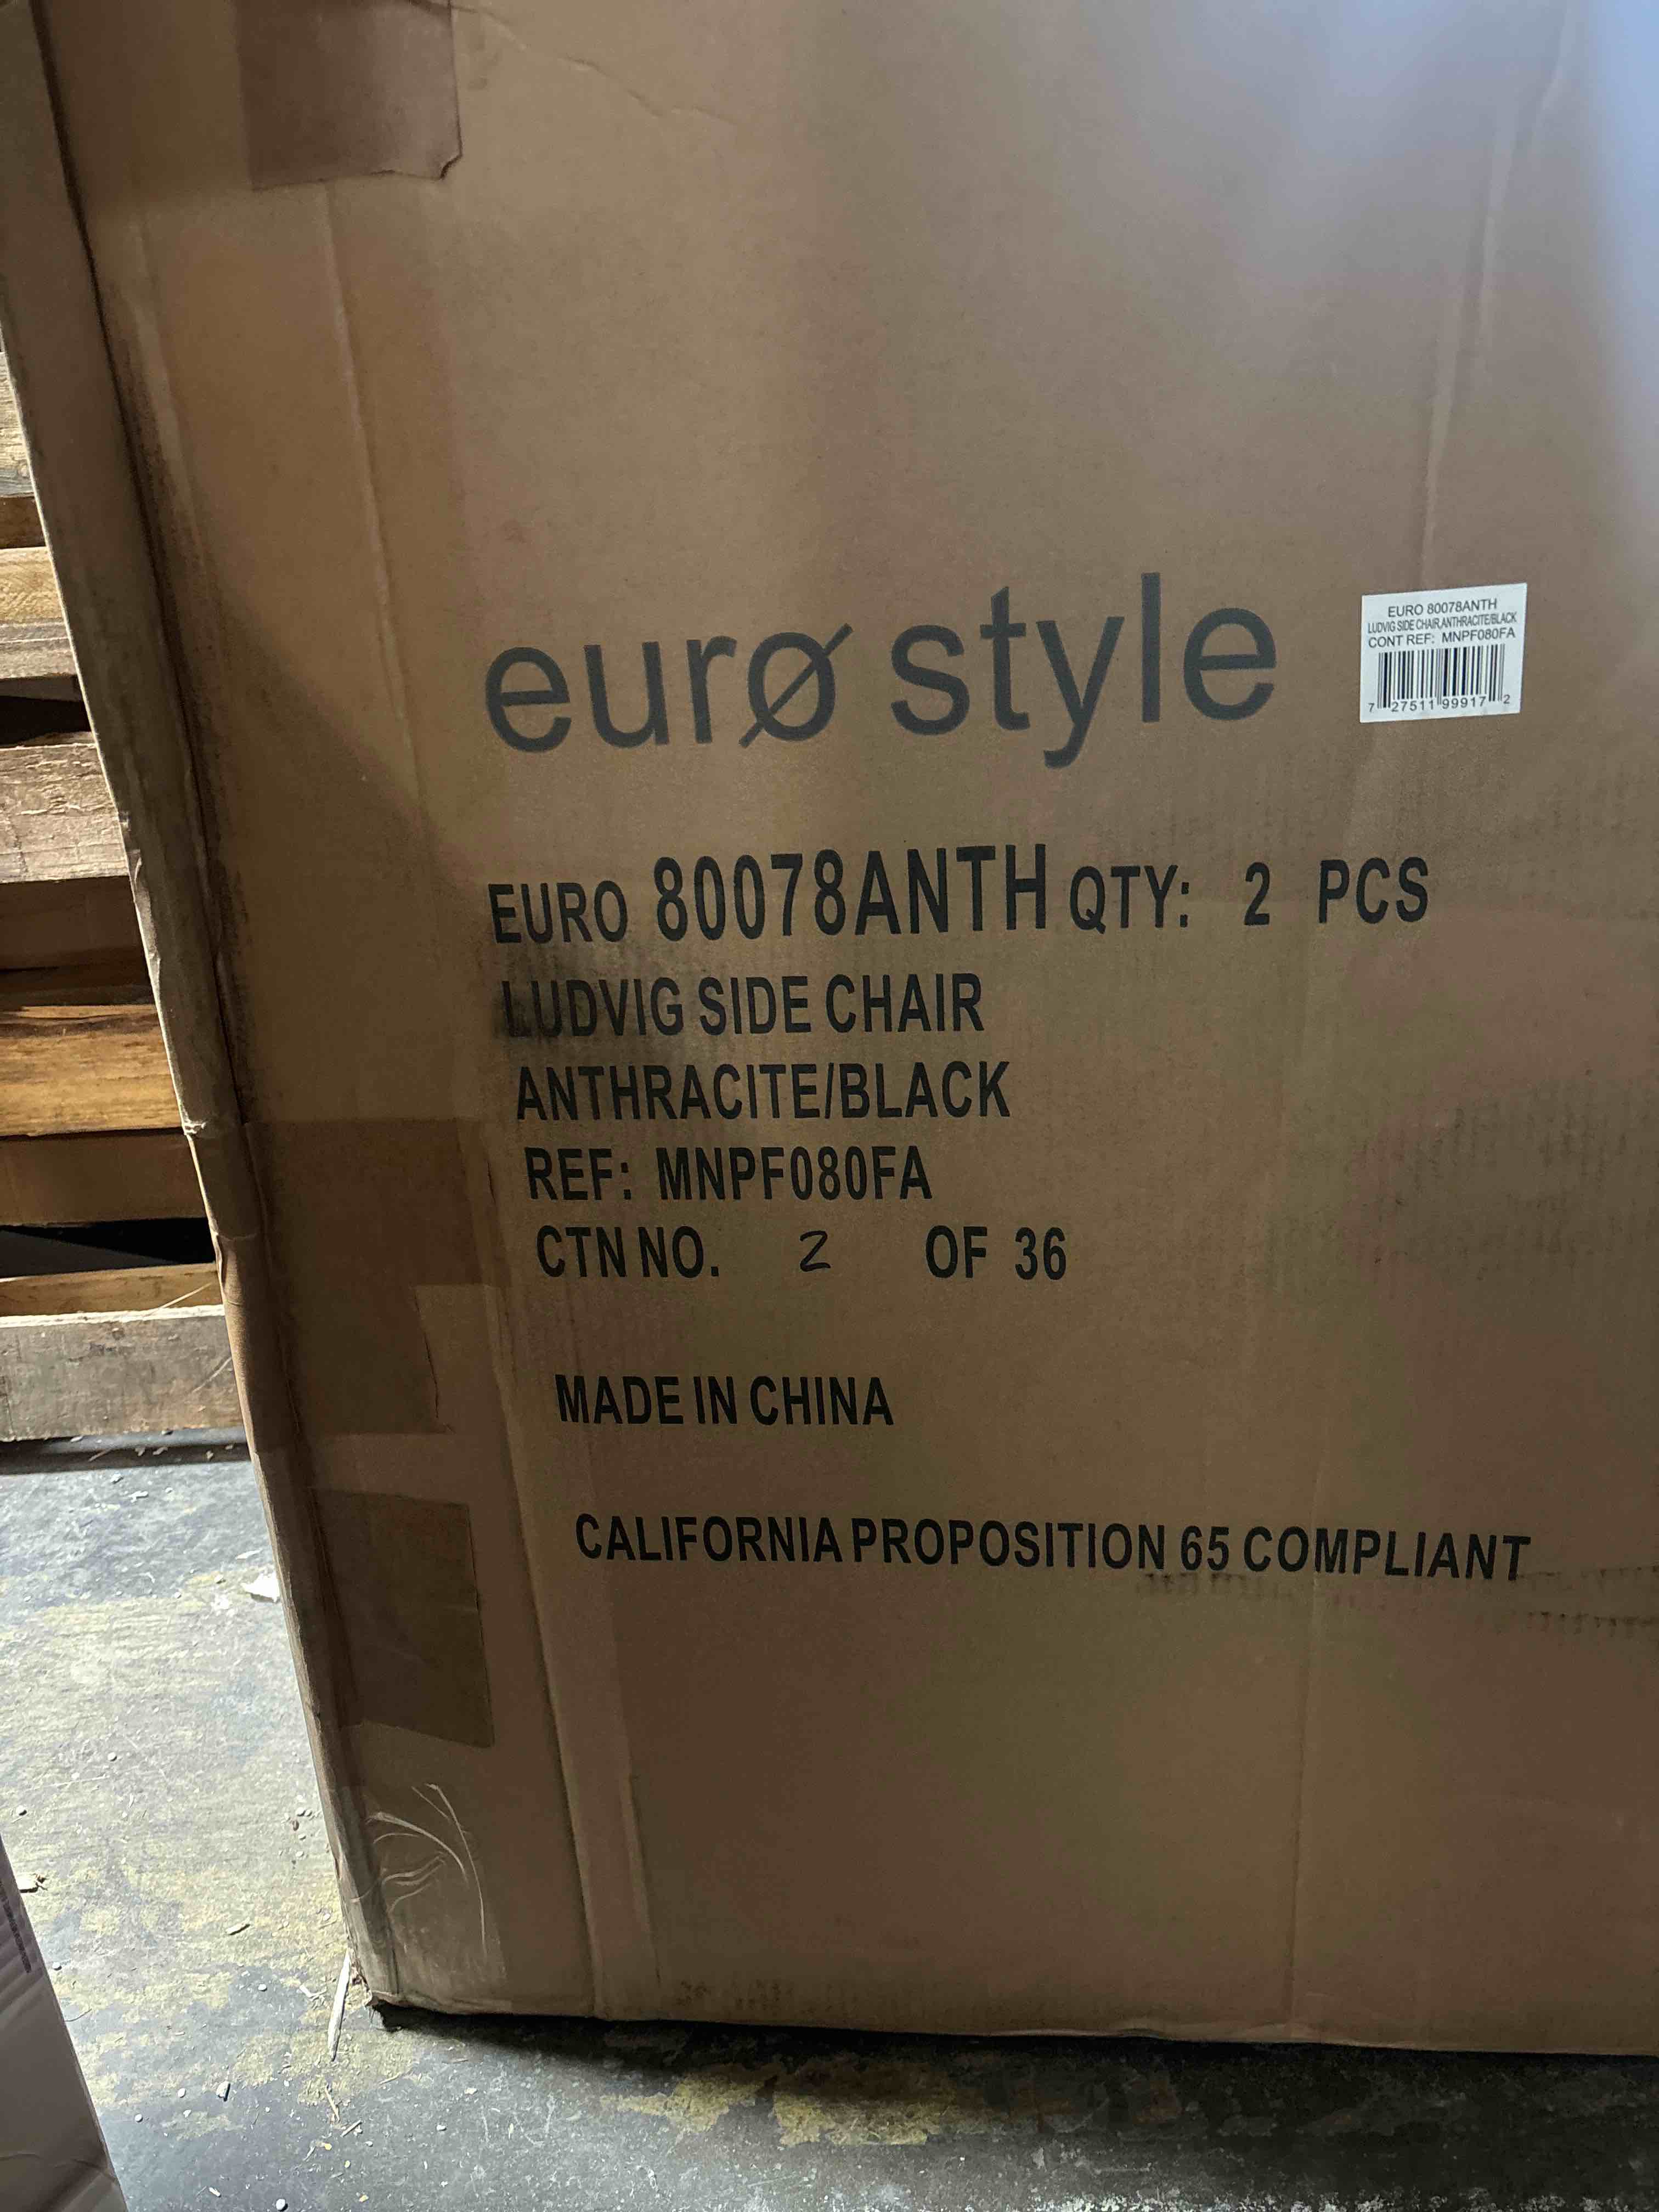 eurø style
EURO 80078ANTH
LUDVIG SIDE CHAIR,ANTHRACITE/BLACK
CONT REF: MNPF080FA
7 27511 99917 2
EURO 80078ANTH QTY: 2 PCS
LUDVIG SIDE CHAIR
ANTHRACITE/BLACK
REF: MNPF080FA
CTN NO. 2 OF 36
MADE IN CHINA
CALIFORNIA PROPOSITION 65 COMPLIANT